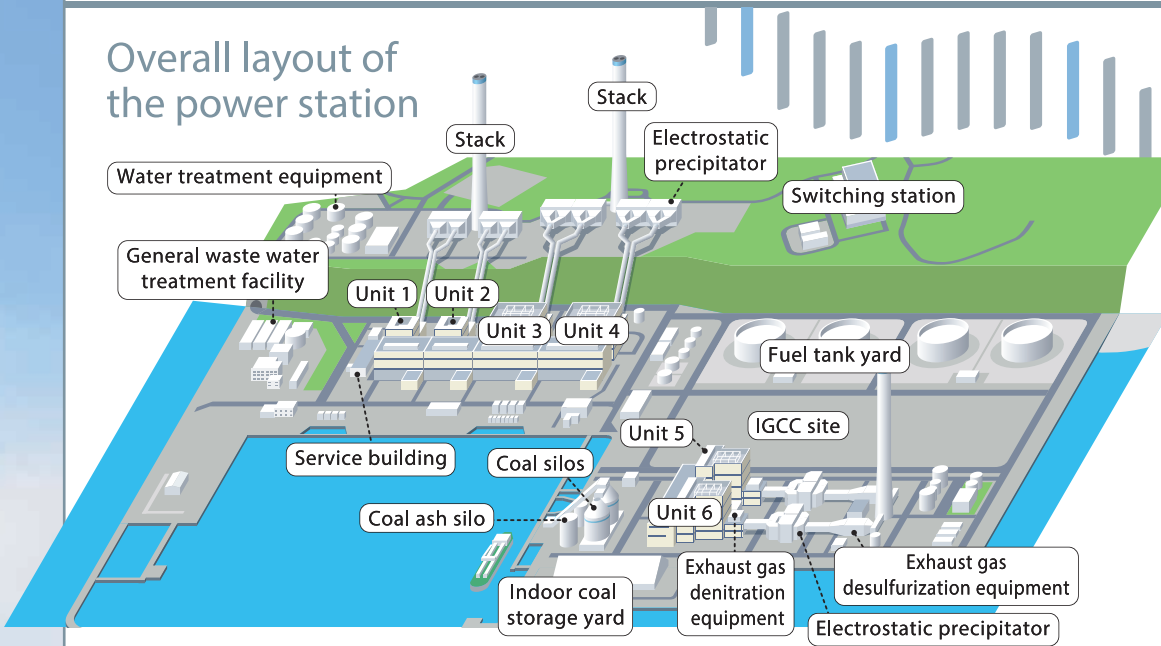 Overall layout of
the power station
Stack
Stack
Electrostatic
precipitator
Water treatment equipment
Switching station
General waste water
treatment facility
Unit 1
Unit 2
Unit 3
Unit 4
Fuel tank yard
Unit 5
IGCC site
Service building
Coal silos
Coal ash silo
Unit 6
Indoor coal
storage yard
Exhaust gas
denitration
equipment
Exhaust gas
desulfurization equipment
Electrostatic precipitator